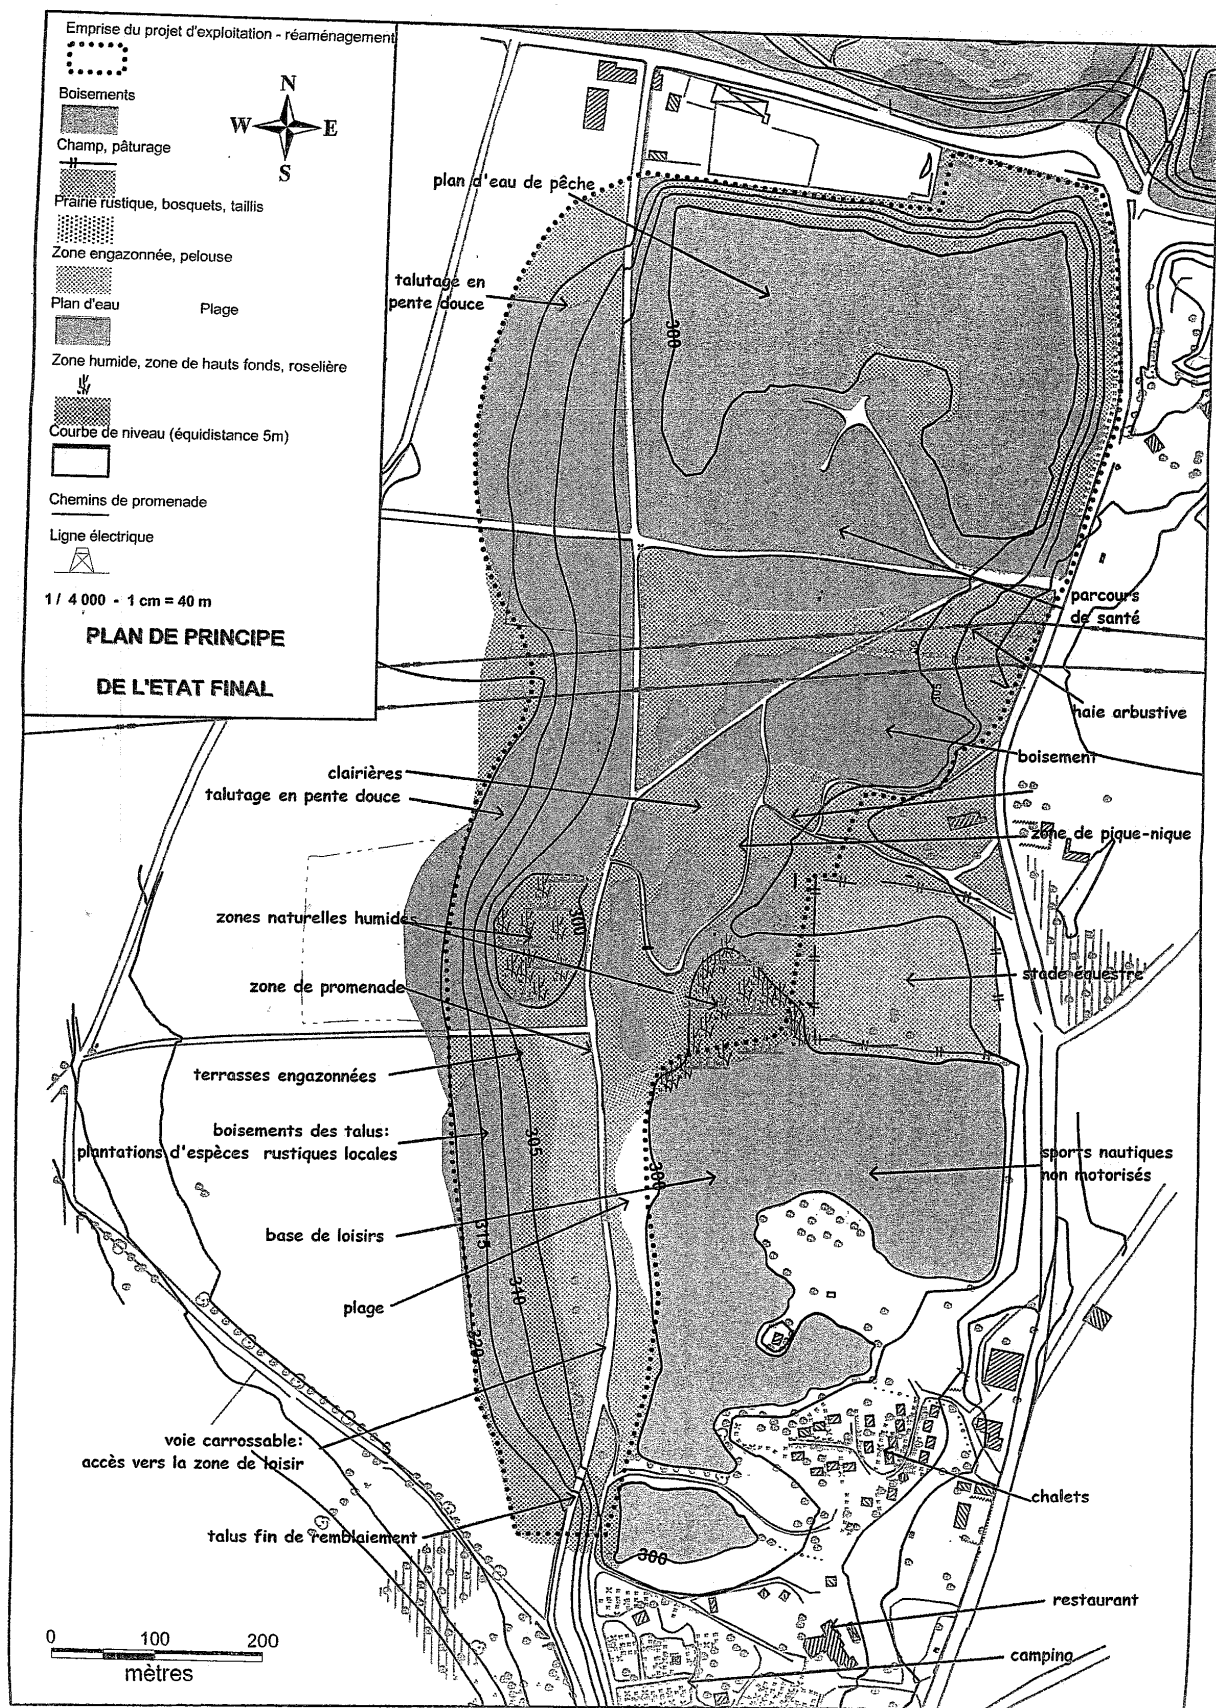 Emprise du projet d'exploitation - réaménagement
Boisements
Champ, pâturage
Prairie rustique, bosquets, taillis
Zone engazonnée, pelouse
Plan d'eau
Plage
Zone humide, zone de hauts fonds, roselière
Courbe de niveau (équidistance 5m)
Chemins de promenade
Ligne électrique
1 / 4 000 - 1 cm = 40 m
PLAN DE PRINCIPE
DE L'ETAT FINAL
N
W
E
S
plan d'eau de pêche
talutage en
pente douce
300
parcours
de santé
haie arbustive
boisement
clairières
talutage en pente douce
zone de pique-nique
300
zones naturelles humides
stade équestre
zone de promenade
terrasses engazonnées
boisements des talus:
plantations d'espèces rustiques locales
305
300
sports nautiques
non motorisés
base de loisirs
315
310
plage
320
voie carrossable:
accès vers la zone de loisir
chalets
talus fin de remblaiement
300
restaurant
camping
0
100
200
mètres